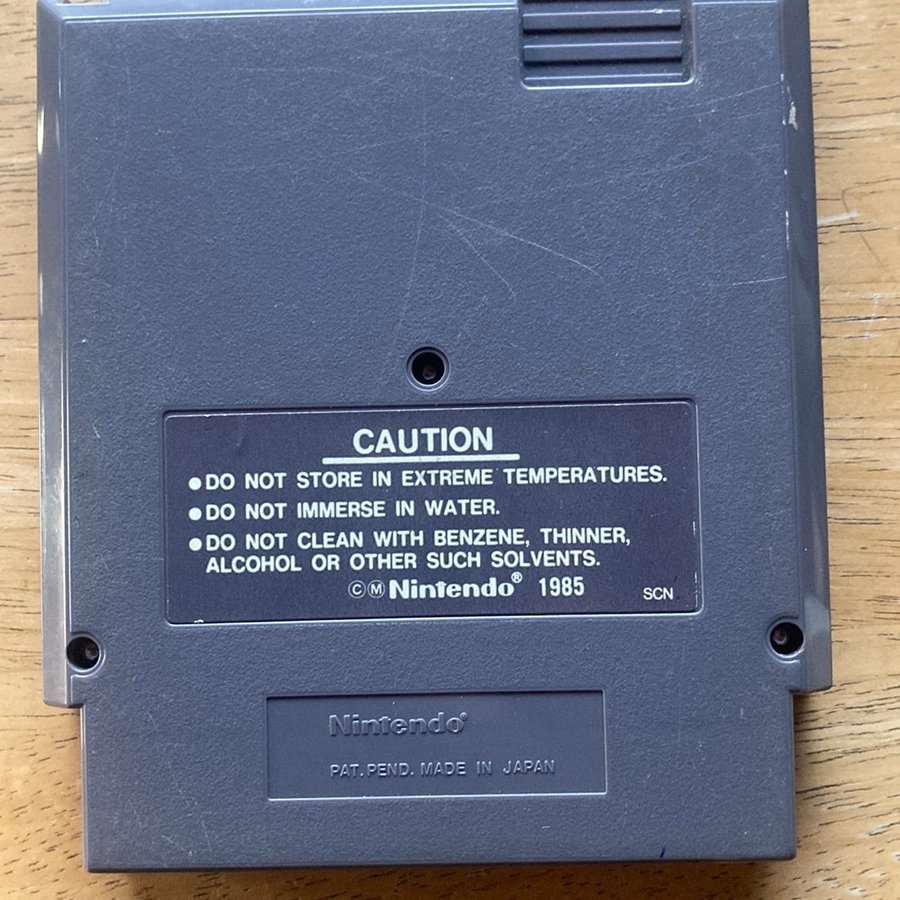 CAUTION
●DO NOT STORE IN EXTREME TEMPERATURES.
●DO NOT IMMERSE IN WATER.
●DO NOT CLEAN WITH BENZENE, THINNER,
ALCOHOL OR OTHER SUCH SOLVENTS.
ⒸⓂNintendo® 1985 SCN
Nintendo®
PAT. PEND. MADE IN JAPAN